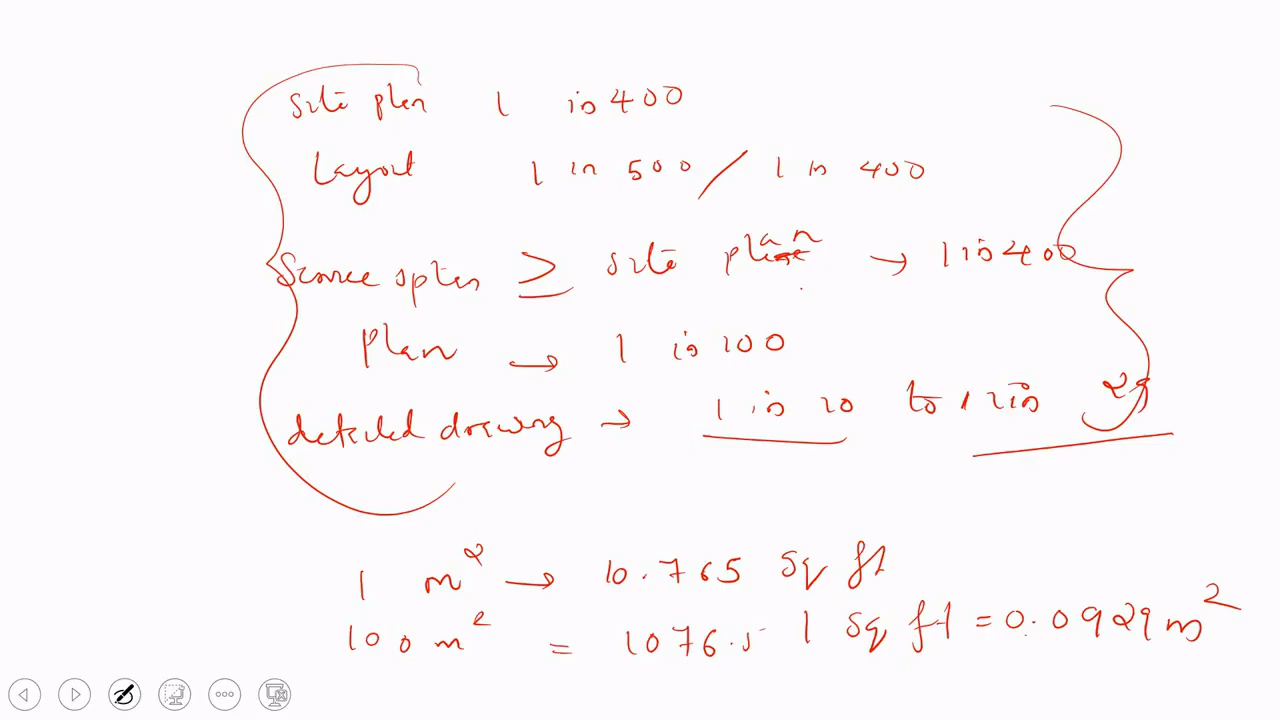 Site plan 1 in 400
Layout 1 in 500 / 1 in 400
Service plan ≥ site plan → 1 in 400
Plan → 1 in 100
detailed drawing → 1 in 20 to 1 in
1 m² → 10.765 sq ft
100 m² = 1076.5 1 sq ft = 0.0929 m²